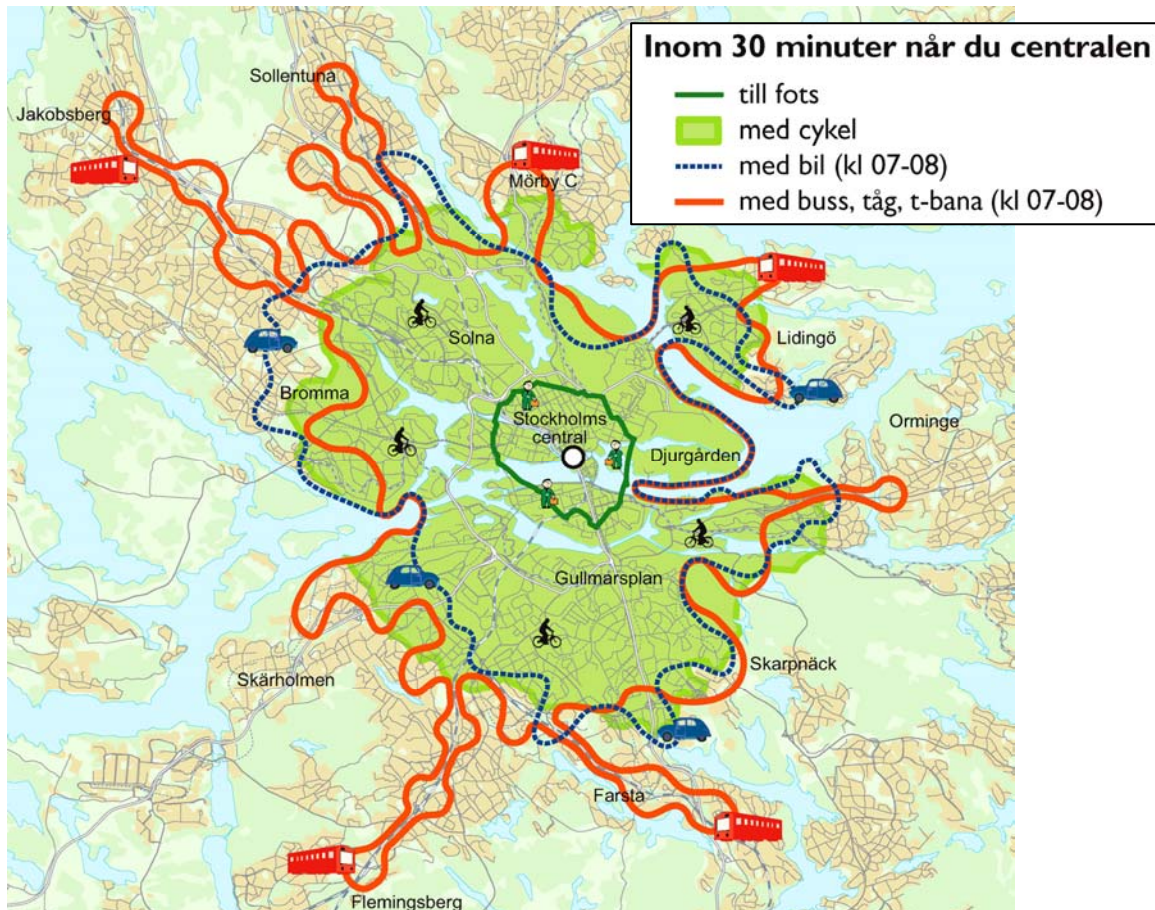 Inom 30 minuter når du centralen
till fots
med cykel
med bil (kl 07-08)
med buss, tåg, t-bana (kl 07-08)
Sollentuna
Jakobsberg
Mörby C
Solna
Lidingö
Bromma
Stockholms
central
Orminge
Djurgården
Gullmarsplan
Skarpnäck
Skärholmen
Farsta
Flemingsberg